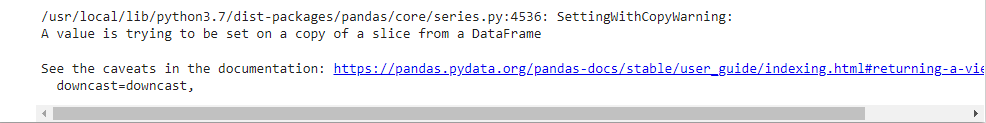 /usr/local/lib/python3.7/dist-packages/pandas/core/series.py:4536: SettingWithCopyWarning:
A value is trying to be set on a copy of a slice from a DataFrame
See the caveats in the documentation: https://pandas.pydata.org/pandas-docs/stable/user_guide/indexing.html#returning-a-vie
downcast=downcast,